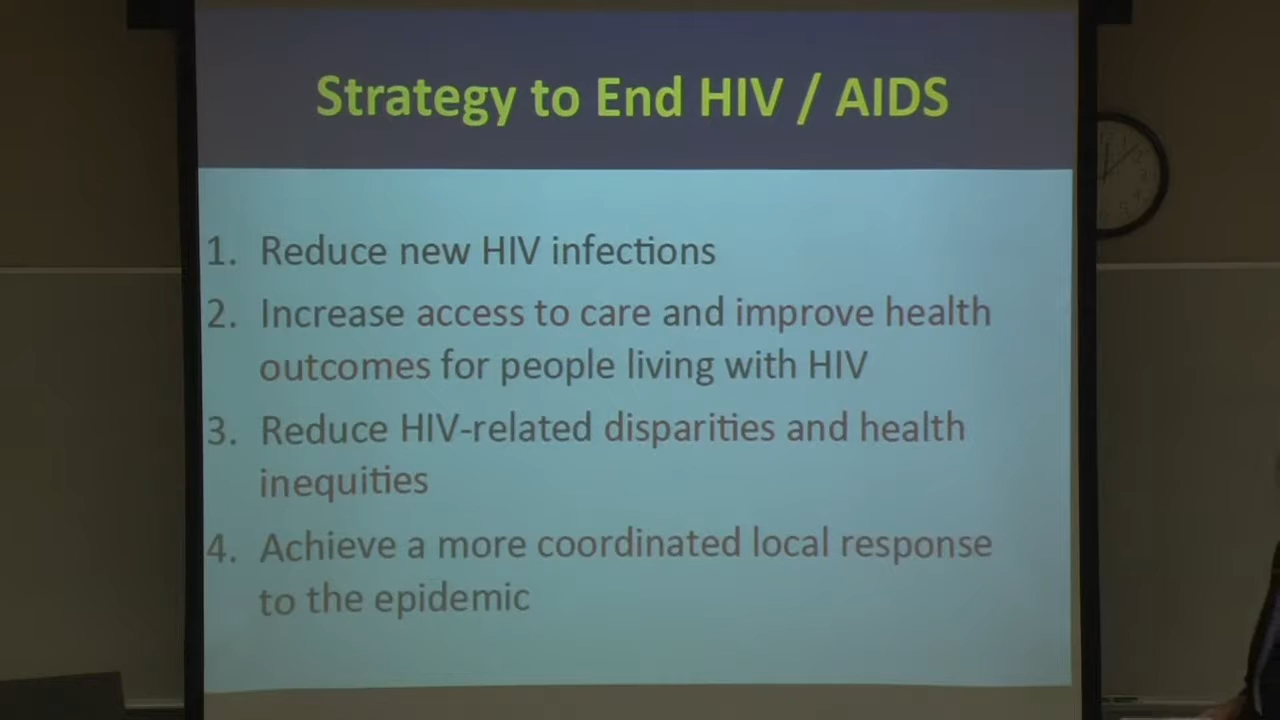 Strategy to End HIV / AIDS
1. Reduce new HIV infections
2. Increase access to care and improve health
outcomes for people living with HIV
3. Reduce HIV-related disparities and health
inequities
4. Achieve a more coordinated local response
to the epidemic